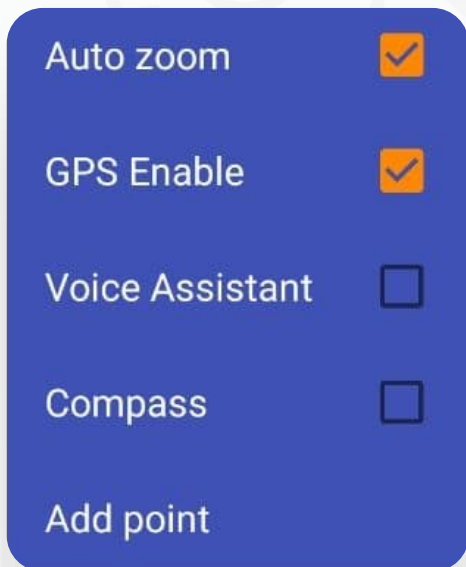 Auto zoom
GPS Enable
Voice Assistant
Compass
Add point